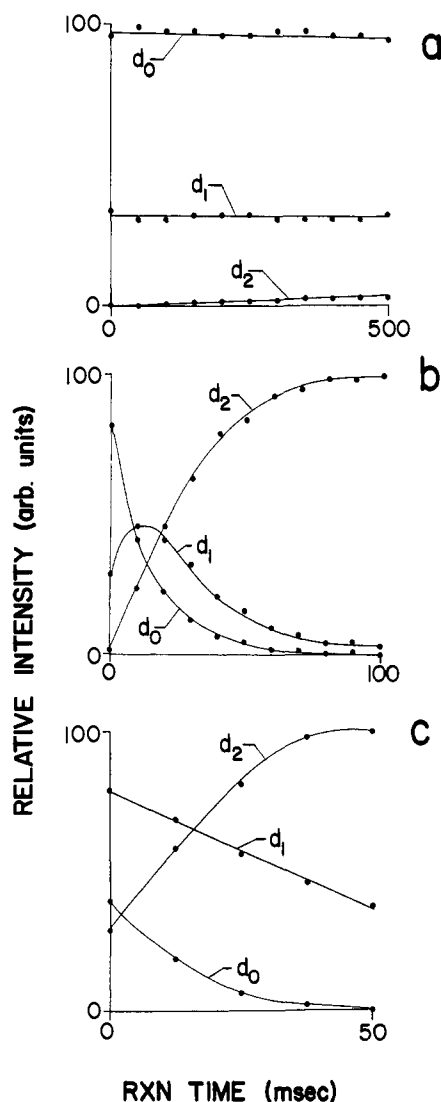 100
a
d₀
d₁
d₂
0
0
500
RELATIVE INTENSITY (arb. units)
100
b
d₂
d₁
d₀
0
0
100
100
c
d₂
d₁
d₀
0
0
50
RXN TIME (msec)